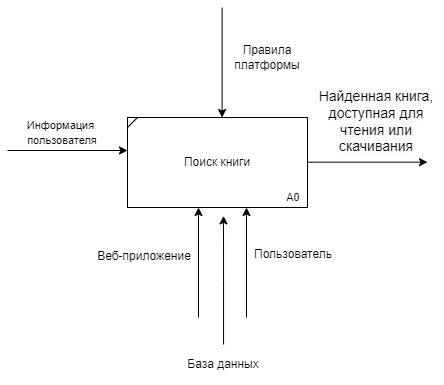 Правила
платформы
Найденная книга,
доступная для
чтения или
скачивания
Информация
пользователя
Поиск книги
A0
Веб-приложение
Пользователь
База данных